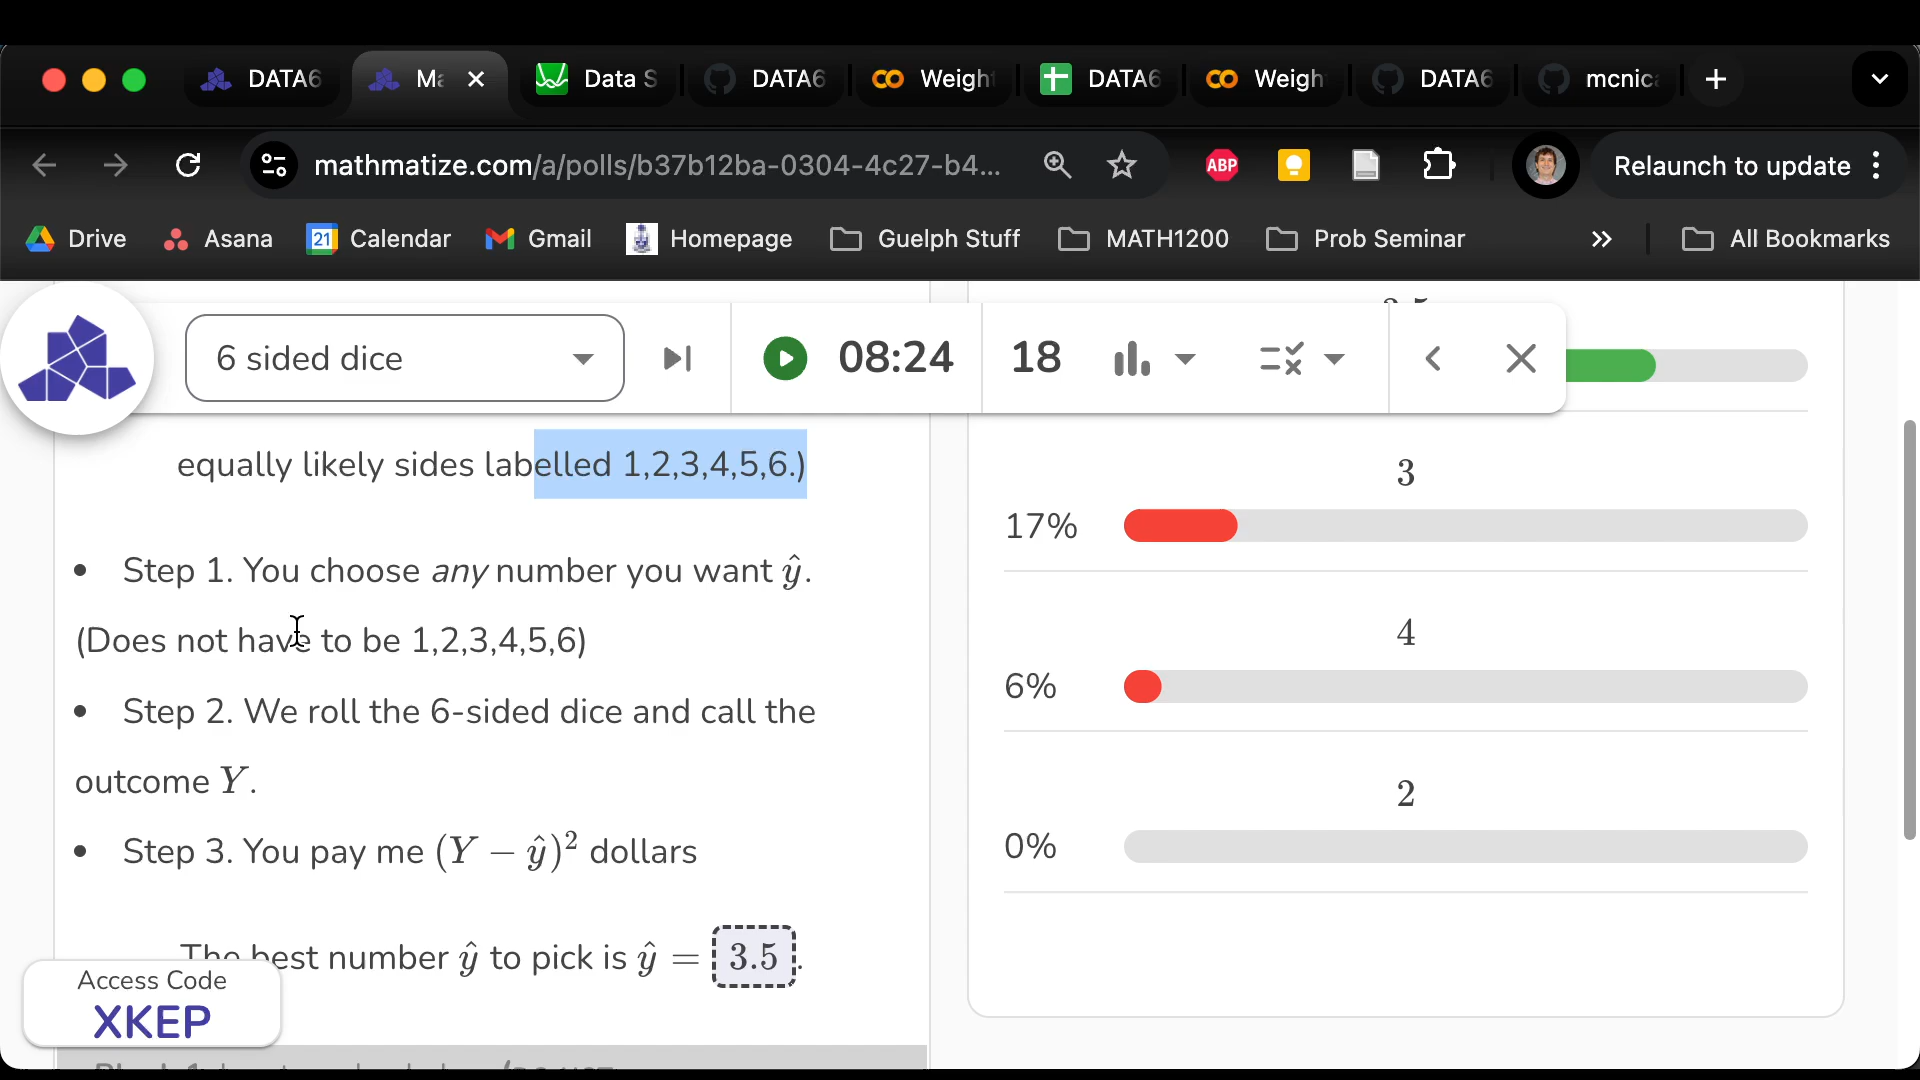 DATA6
Ma
Data S
DATA6
Weigh
DATA6
Weigh
DATA6
mcnic
mathmatize.com/a/polls/b37b12ba-0304-4c27-b4...
ABP
Relaunch to update
Drive
Asana
21
Calendar
Gmail
Homepage
Guelph Stuff
MATH1200
Prob Seminar
All Bookmarks
6 sided dice
08:24
18
equally likely sides labelled 1,2,3,4,5,6.)
• Step 1. You choose any number you want ŷ.
(Does not have to be 1,2,3,4,5,6)
• Step 2. We roll the 6-sided dice and call the
outcome Y.
• Step 3. You pay me (Y − ŷ)² dollars
The best number ŷ to pick is ŷ = 3.5.
Access Code
XKEP
3
17%
4
6%
2
0%